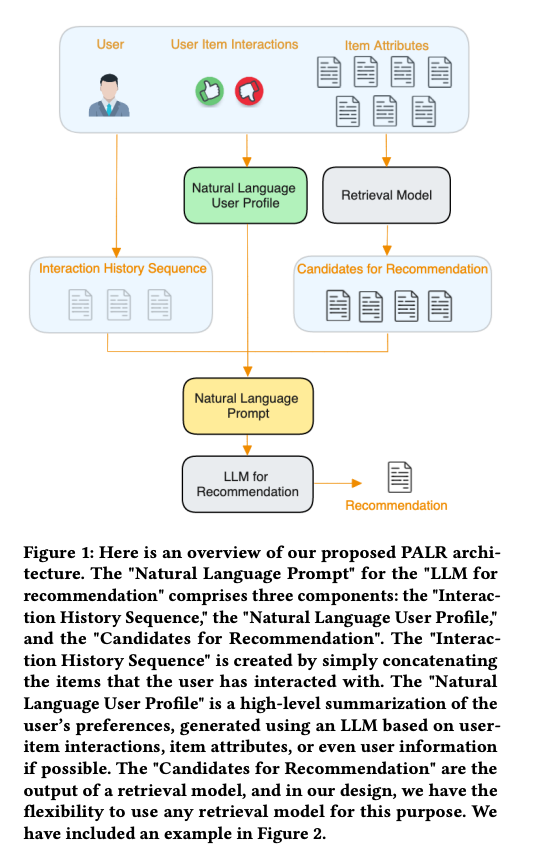 User
User Item Interactions
Item Attributes
Natural Language
User Profile
Retrieval Model
Interaction History Sequence
Candidates for Recommendation
Natural Language
Prompt
LLM for
Recommendation
Recommendation
Figure 1: Here is an overview of our proposed PALR archi-
tecture. The "Natural Language Prompt" for the "LLM for
recommendation" comprises three components: the "Interac-
tion History Sequence," the "Natural Language User Profile,"
and the "Candidates for Recommendation". The "Interac-
tion History Sequence" is created by simply concatenating
the items that the user has interacted with. The "Natural
Language User Profile" is a high-level summarization of the
user's preferences, generated using an LLM based on user-
item interactions, item attributes, or even user information
if possible. The "Candidates for Recommendation" are the
output of a retrieval model, and in our design, we have the
flexibility to use any retrieval model for this purpose. We
have included an example in Figure 2.